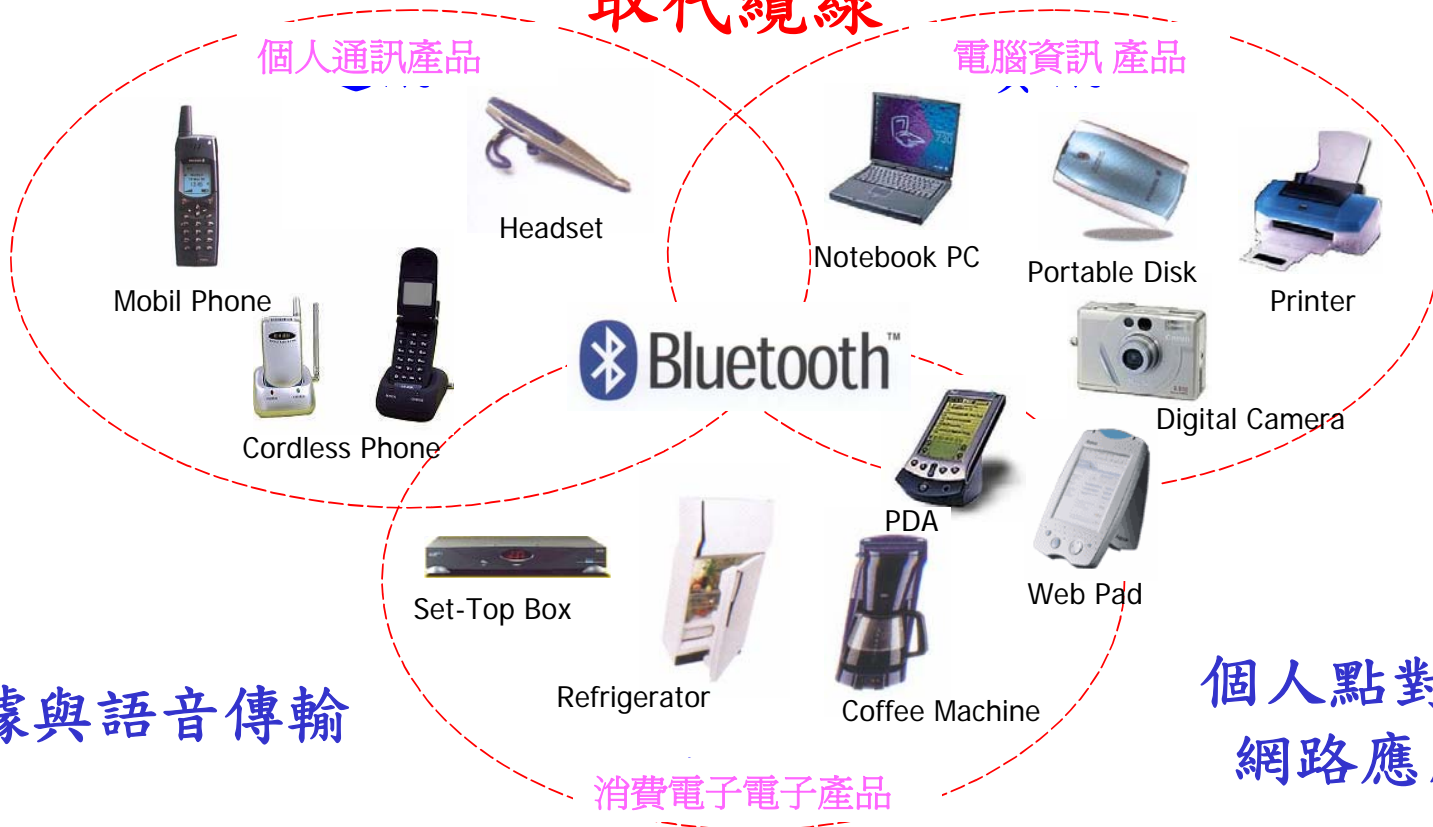 取代纜線
個人通訊產品
電腦資訊 產品
Headset
Notebook PC
Portable Disk
Printer
Mobil Phone
Bluetooth™
Digital Camera
Cordless Phone
PDA
Web Pad
Set-Top Box
Refrigerator
Coffee Machine
與語音傳輸
個人點對
網路應
消費電子電子產品